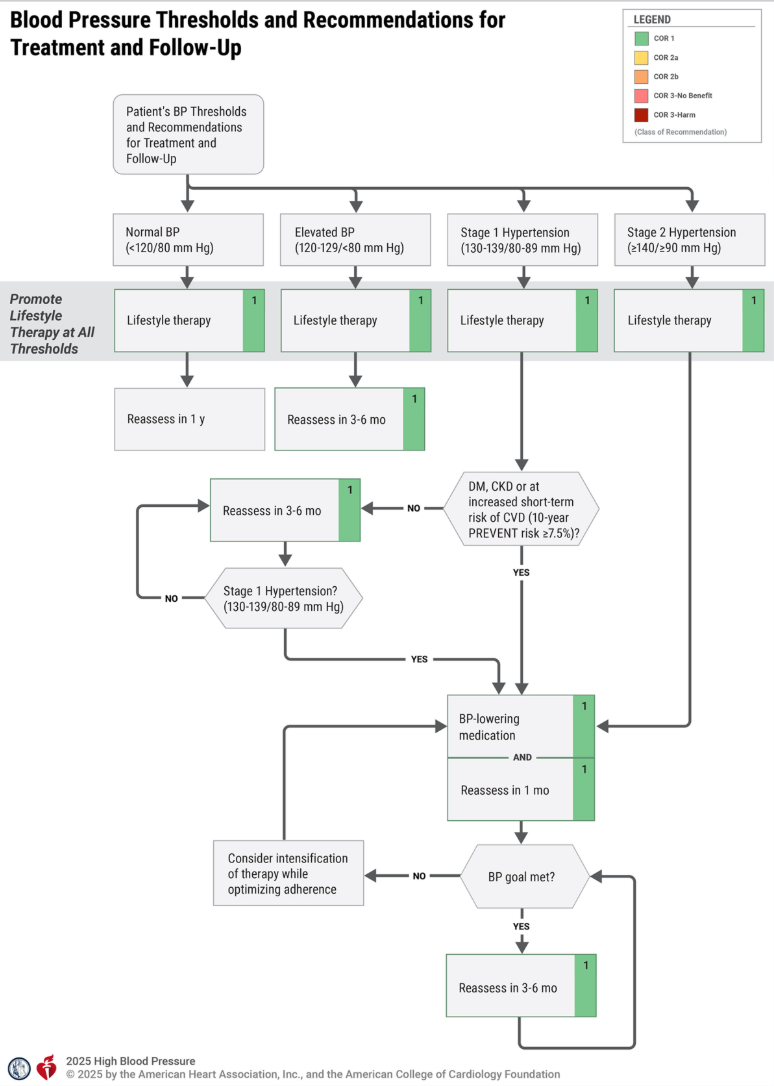 Blood Pressure Thresholds and Recommendations for
Treatment and Follow-Up
LEGEND
COR 1
COR 2a
COR 2b
COR 3-No Benefit
COR 3-Harm
(Class of Recommendation)
Patient's BP Thresholds
and Recommendations
for Treatment and
Follow-Up
Normal BP
(<120/80 mm Hg)
Elevated BP
(120-129/<80 mm Hg)
Stage 1 Hypertension
(130-139/80-89 mm Hg)
Stage 2 Hypertension
(≥140/≥90 mm Hg)
Promote
Lifestyle
Therapy at All
Thresholds
Lifestyle therapy
1
Lifestyle therapy
1
Lifestyle therapy
1
Lifestyle therapy
1
Reassess in 1 y
Reassess in 3-6 mo
1
DM, CKD or at
increased short-term
risk of CVD (10-year
PREVENT risk ≥7.5%)?
NO
Reassess in 3-6 mo
1
YES
Stage 1 Hypertension?
(130-139/80-89 mm Hg)
NO
YES
BP-lowering
medication
1
AND
Reassess in 1 mo
1
BP goal met?
NO
Consider intensification
of therapy while
optimizing adherence
YES
Reassess in 3-6 mo
1
2025 High Blood Pressure
© 2025 by the American Heart Association, Inc., and the American College of Cardiology Foundation